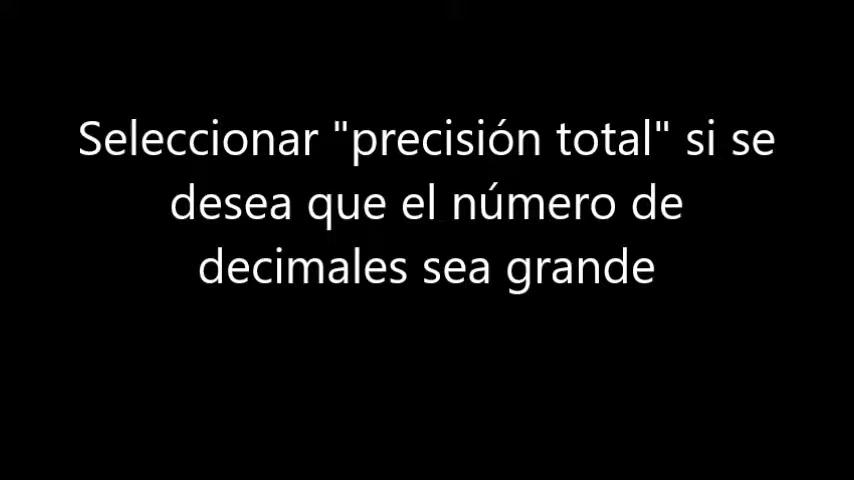 Seleccionar "precisión total" si se
desea que el número de
decimales sea grande